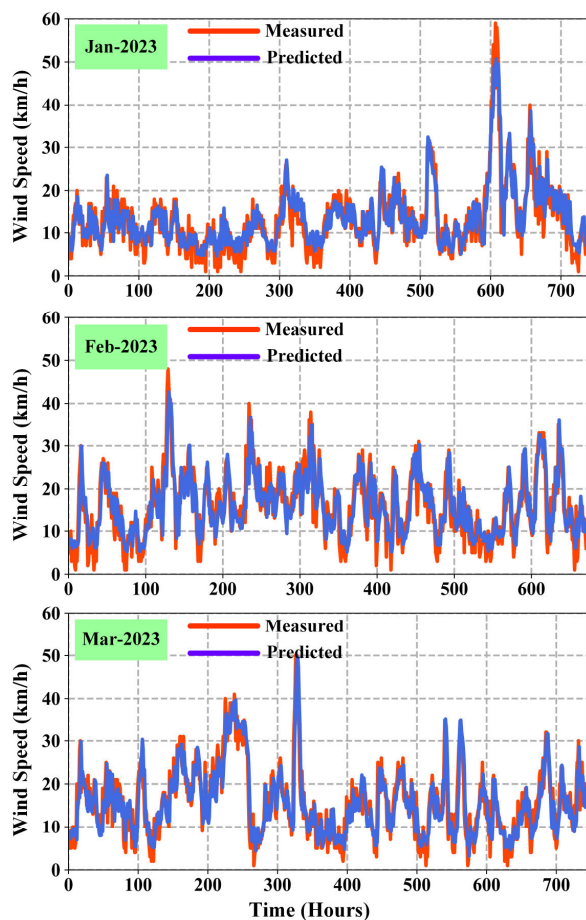 60
Jan-2023
Measured
Predicted
50
40
30
20
10
0
Wind Speed (km/h)
0 100 200 300 400 500 600 700
60
Feb-2023
Measured
Predicted
50
40
30
20
10
0
Wind Speed (km/h)
0 100 200 300 400 500 600
60
Mar-2023
Measured
Predicted
50
40
30
20
10
0
Wind Speed (km/h)
0 100 200 300 400 500 600 700
Time (Hours)